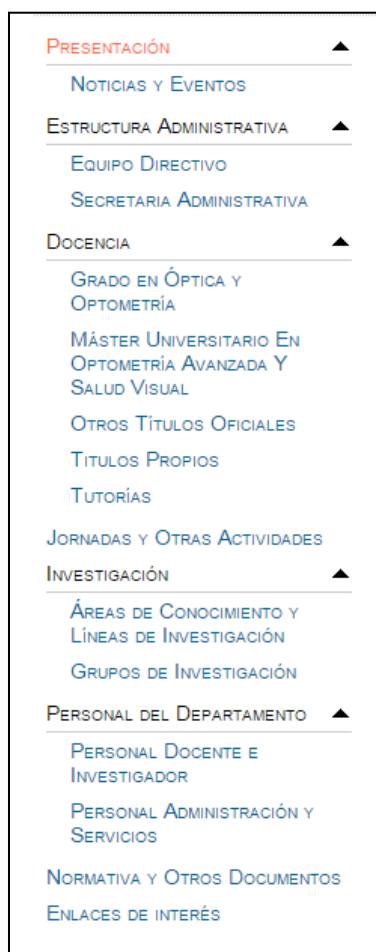 Presentación
Noticias y Eventos
Estructura Administrativa
Equipo Directivo
Secretaria Administrativa
Docencia
Grado en Óptica y
Optometría
Máster Universitario En
Optometría Avanzada Y
Salud Visual
Otros Títulos Oficiales
Titulos Propios
Tutorías
Jornadas y Otras Actividades
Investigación
Áreas de Conocimiento y
Líneas de Investigación
Grupos de Investigación
Personal del Departamento
Personal Docente e
Investigador
Personal Administración y
Servicios
Normativa y Otros Documentos
Enlaces de interés